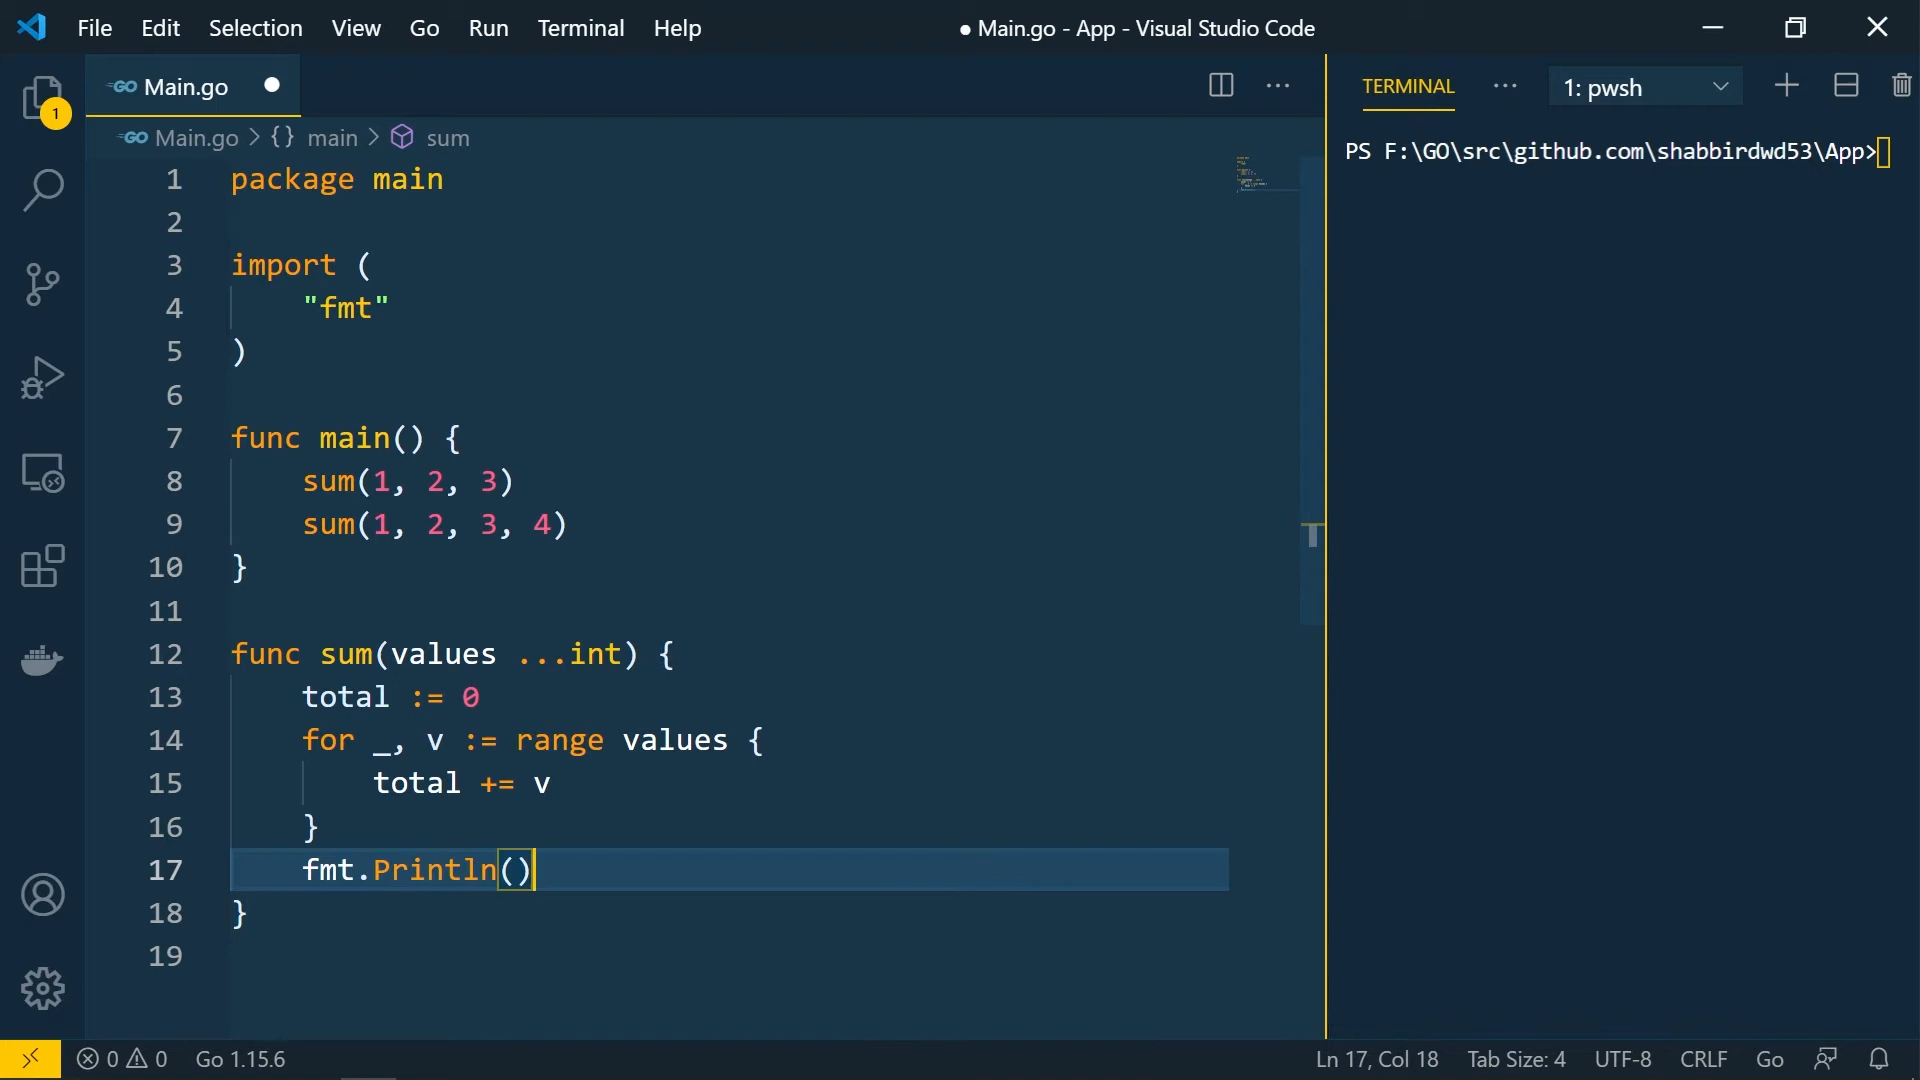 File Edit Selection View Go Run Terminal Help
● Main.go - App - Visual Studio Code
1
GO Main.go ●
GO Main.go > {} main > sum
1 package main
2
3 import (
4     "fmt"
5 )
6
7 func main() {
8     sum(1, 2, 3)
9     sum(1, 2, 3, 4)
10 }
11
12 func sum(values ...int) {
13     total := 0
14     for _, v := range values {
15         total += v
16     }
17     fmt.Println()
18 }
19
TERMINAL ··· 1: pwsh
PS F:\GO\src\github.com\shabbirdwd53\App>
0 0 Go 1.15.6
Ln 17, Col 18 Tab Size: 4 UTF-8 CRLF Go